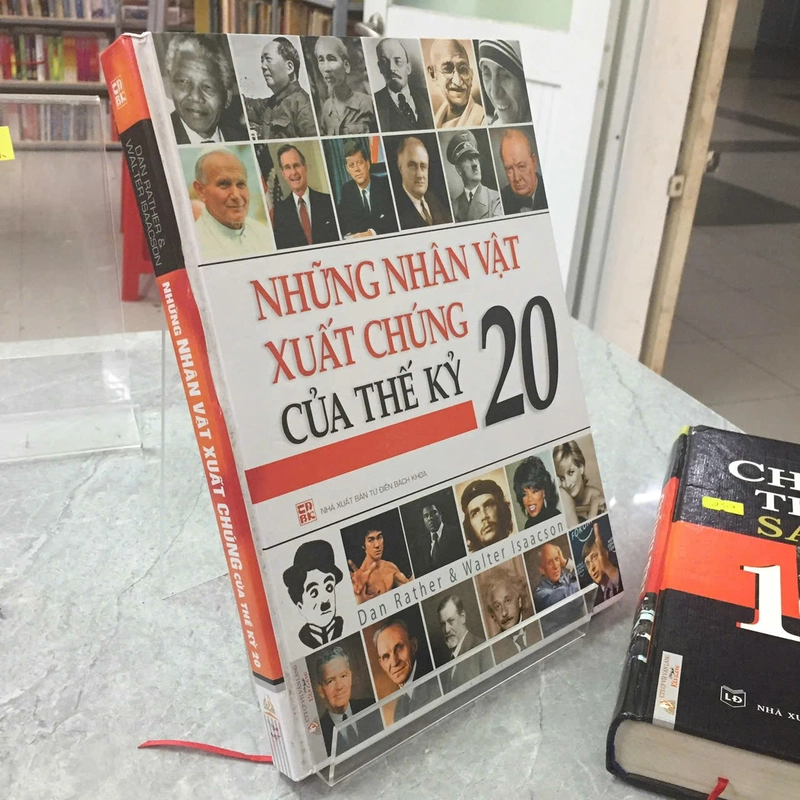 NHỮNG NHÂN VẬT
XUẤT CHÚNG
CỦA THẾ KỶ
20
NHÀ XUẤT BẢN TỪ ĐIỂN BÁCH KHOA
Dan Rather & Walter Isaacson
DAN RATHER &
WALTER ISAACSON
NHỮNG NHÂN VẬT XUẤT CHÚNG CỦA THẾ KỶ 20
CH
T
SA
1
LĐ
NHÀ XU